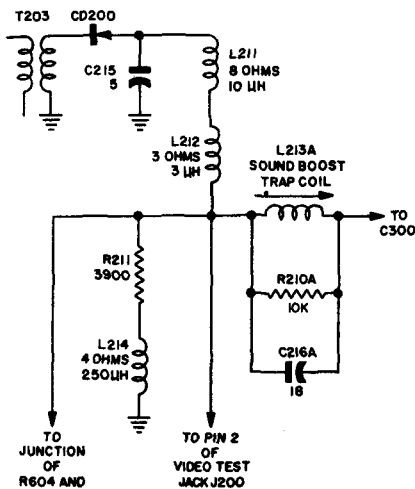 T203
CD200
C215
5
L211
8 OHMS
10 µH
L212
3 OHMS
3 µH
L213A
SOUND BOOST
TRAP COIL
TO
C300
R211
3900
R210A
10K
L214
4 OHMS
250µH
C216A
18
TO
JUNCTION
OF
R604 AND
TO PIN 2
OF
VIDEO TEST
JACK J200